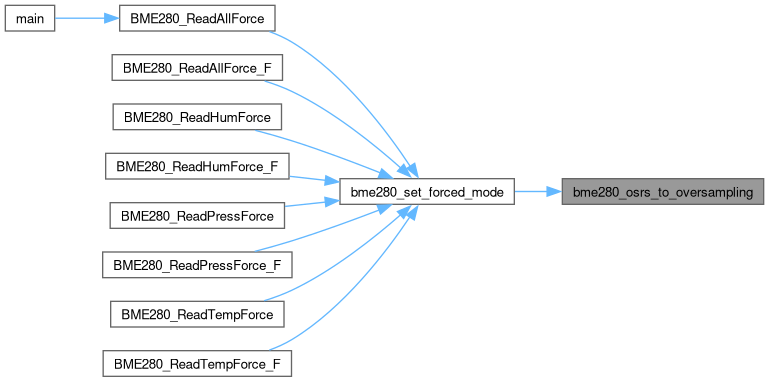 main
BME280_ReadAllForce
BME280_ReadAllForce_F
BME280_ReadHumForce
BME280_ReadHumForce_F
BME280_ReadPressForce
BME280_ReadPressForce_F
BME280_ReadTempForce
BME280_ReadTempForce_F
bme280_set_forced_mode
bme280_osrs_to_oversampling